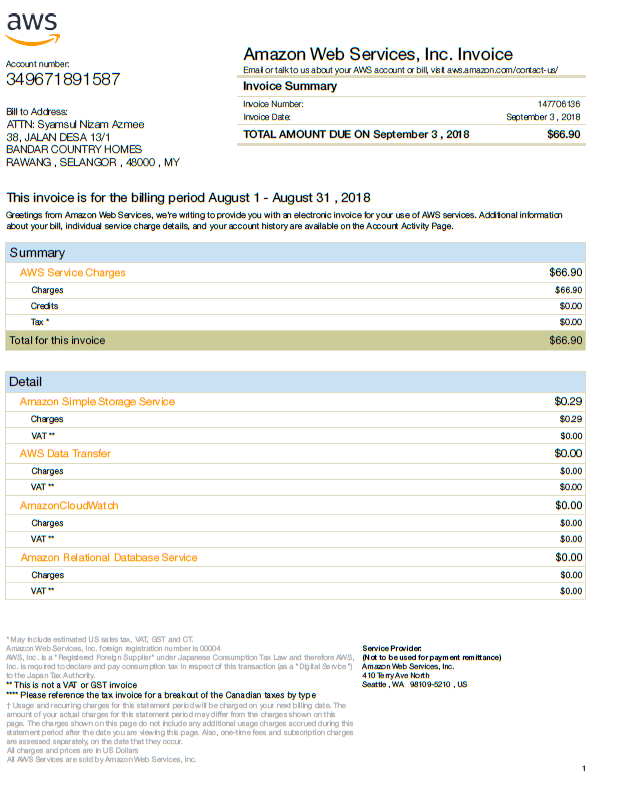 aws
Account number:
349671891587
Bill to Address:
ATTN: Syamsul Nizam Azmee
38, JALAN DESA 13/1
BANDAR COUNTRY HOMES
RAWANG , SELANGOR , 48000 , MY
Amazon Web Services, Inc. Invoice
Email or talk to us about your AWS account or bill, visit aws.amazon.com/contact-us/
Invoice Summary
Invoice Number: 147706136
Invoice Date: September 3 , 2018
TOTAL AMOUNT DUE ON September 3 , 2018 $66.90
This invoice is for the billing period August 1 - August 31 , 2018
Greetings from Amazon Web Services, we're writing to provide you with an electronic invoice for your use of AWS services. Additional information
about your bill, individual service charge details, and your account history are available on the Account Activity Page.
Summary
AWS Service Charges $66.90
Charges $66.90
Credits $0.00
Tax * $0.00
Total for this invoice $66.90
Detail
Amazon Simple Storage Service $0.29
Charges $0.29
VAT ** $0.00
AWS Data Transfer $0.00
Charges $0.00
VAT ** $0.00
AmazonCloudWatch $0.00
Charges $0.00
VAT ** $0.00
Amazon Relational Database Service $0.00
Charges $0.00
VAT ** $0.00
* May include estimated US sales tax, VAT, GST and CT.
Amazon Web Services, Inc. foreign registration number is 00004
AWS, Inc. is a "Registered Foreign Supplier" under Japanese Consumption Tax Law and therefore AWS,
Inc. is required to declare and pay consumption tax in respect of this transaction (as a "Digital Service")
to the Japan Tax Authority.
** This is not a VAT or GST invoice
**** Please reference the tax invoice for a breakout of the Canadian taxes by type
† Usage and recurring charges for this statement period will be charged on your next billing date. The
amount of your actual charges for this statement period may differ from the charges shown on this
page. The charges shown on this page do not include any additional usage charges accrued during this
statement period after the date you are viewing this page. Also, one-time fees and subscription charges
are assessed separately, on the date that they occur.
All charges and prices are in US Dollars
All AWS Services are sold by Amazon Web Services, Inc.
Service Provider:
(Not to be used for payment remittance)
Amazon Web Services, Inc.
410 Terry Ave North
Seattle , WA 98109-5210 , US
1